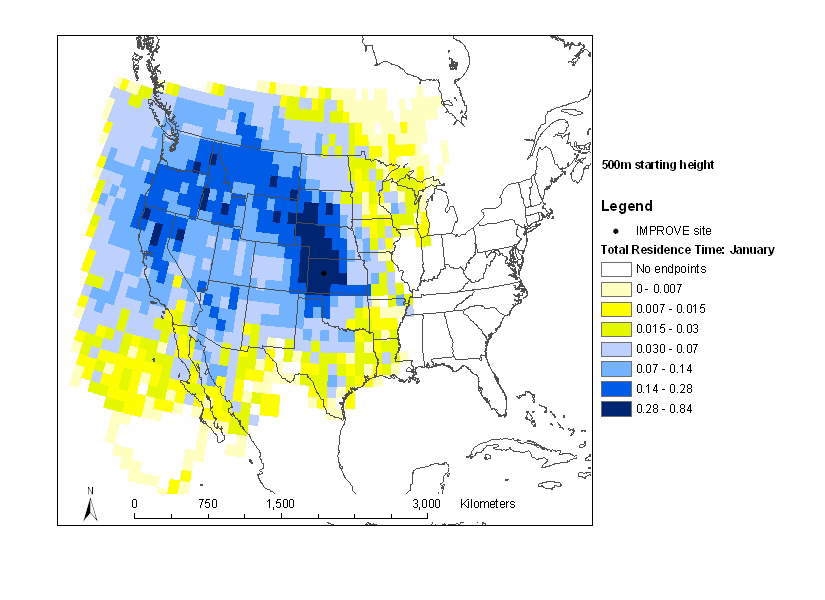 500m starting height
Legend
IMPROVE site
Total Residence Time: January
No endpoints
0 - 0.007
0.007 - 0.015
0.015 - 0.03
0.030 - 0.07
0.07 - 0.14
0.14 - 0.28
0.28 - 0.84
N
0 750 1,500 3,000 Kilometers